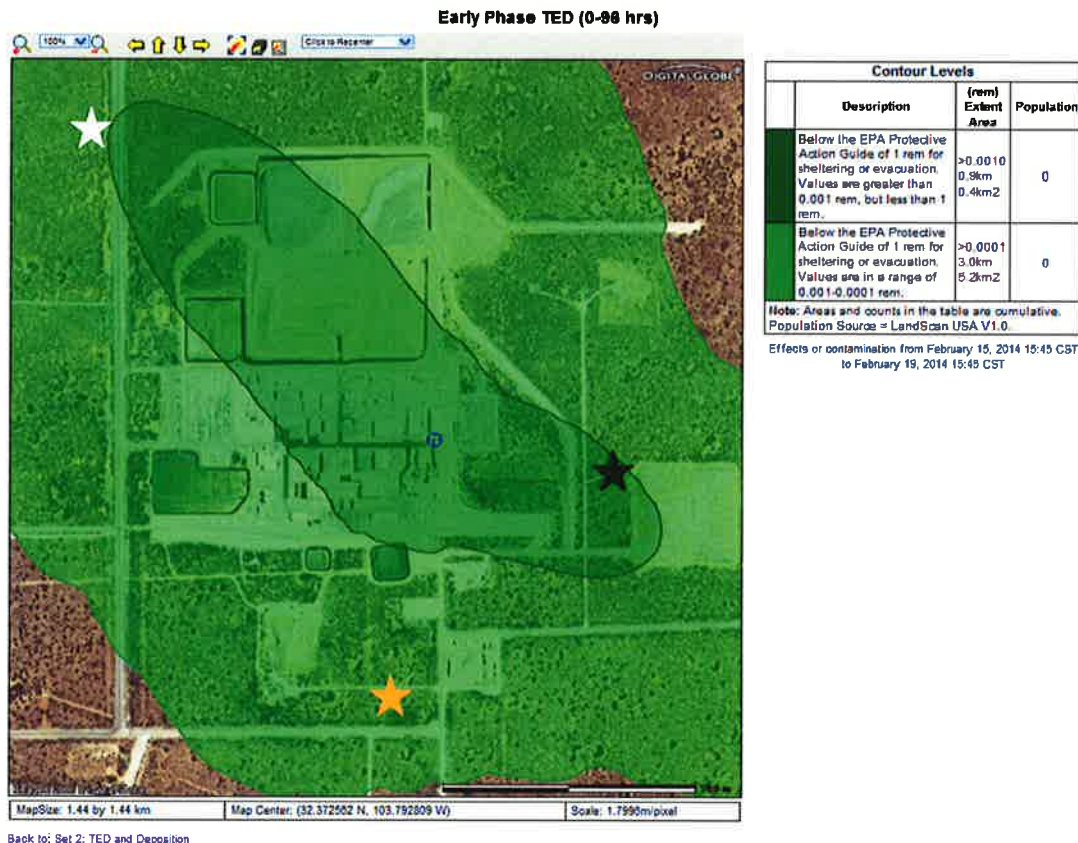 Early Phase TED (0-96 hrs)
100%
Click to Recenter
DIGITALGLOBE
Contour Levels
Description
(rem)
Extent
Area
Population
Below the EPA Protective
Action Guide of 1 rem for
sheltering or evacuation.
Values are greater than
0.001 rem, but less than 1
rem.
>0.0010
0.9km
0.4km2
0
Below the EPA Protective
Action Guide of 1 rem for
sheltering or evacuation.
Values are in a range of
0.001-0.0001 rem.
>0.0001
3.0km
5.2km2
0
Note: Areas and counts in the table are cumulative.
Population Source = LandScan USA V1.0.
Effects or contamination from February 15, 2014 15:45 CST
to February 19, 2014 15:45 CST
MapSize: 1.44 by 1.44 km
Map Center: (32.372562 N, 103.792809 W)
Scale: 1.7996m/pixel
Back to: Set 2: TED and Deposition